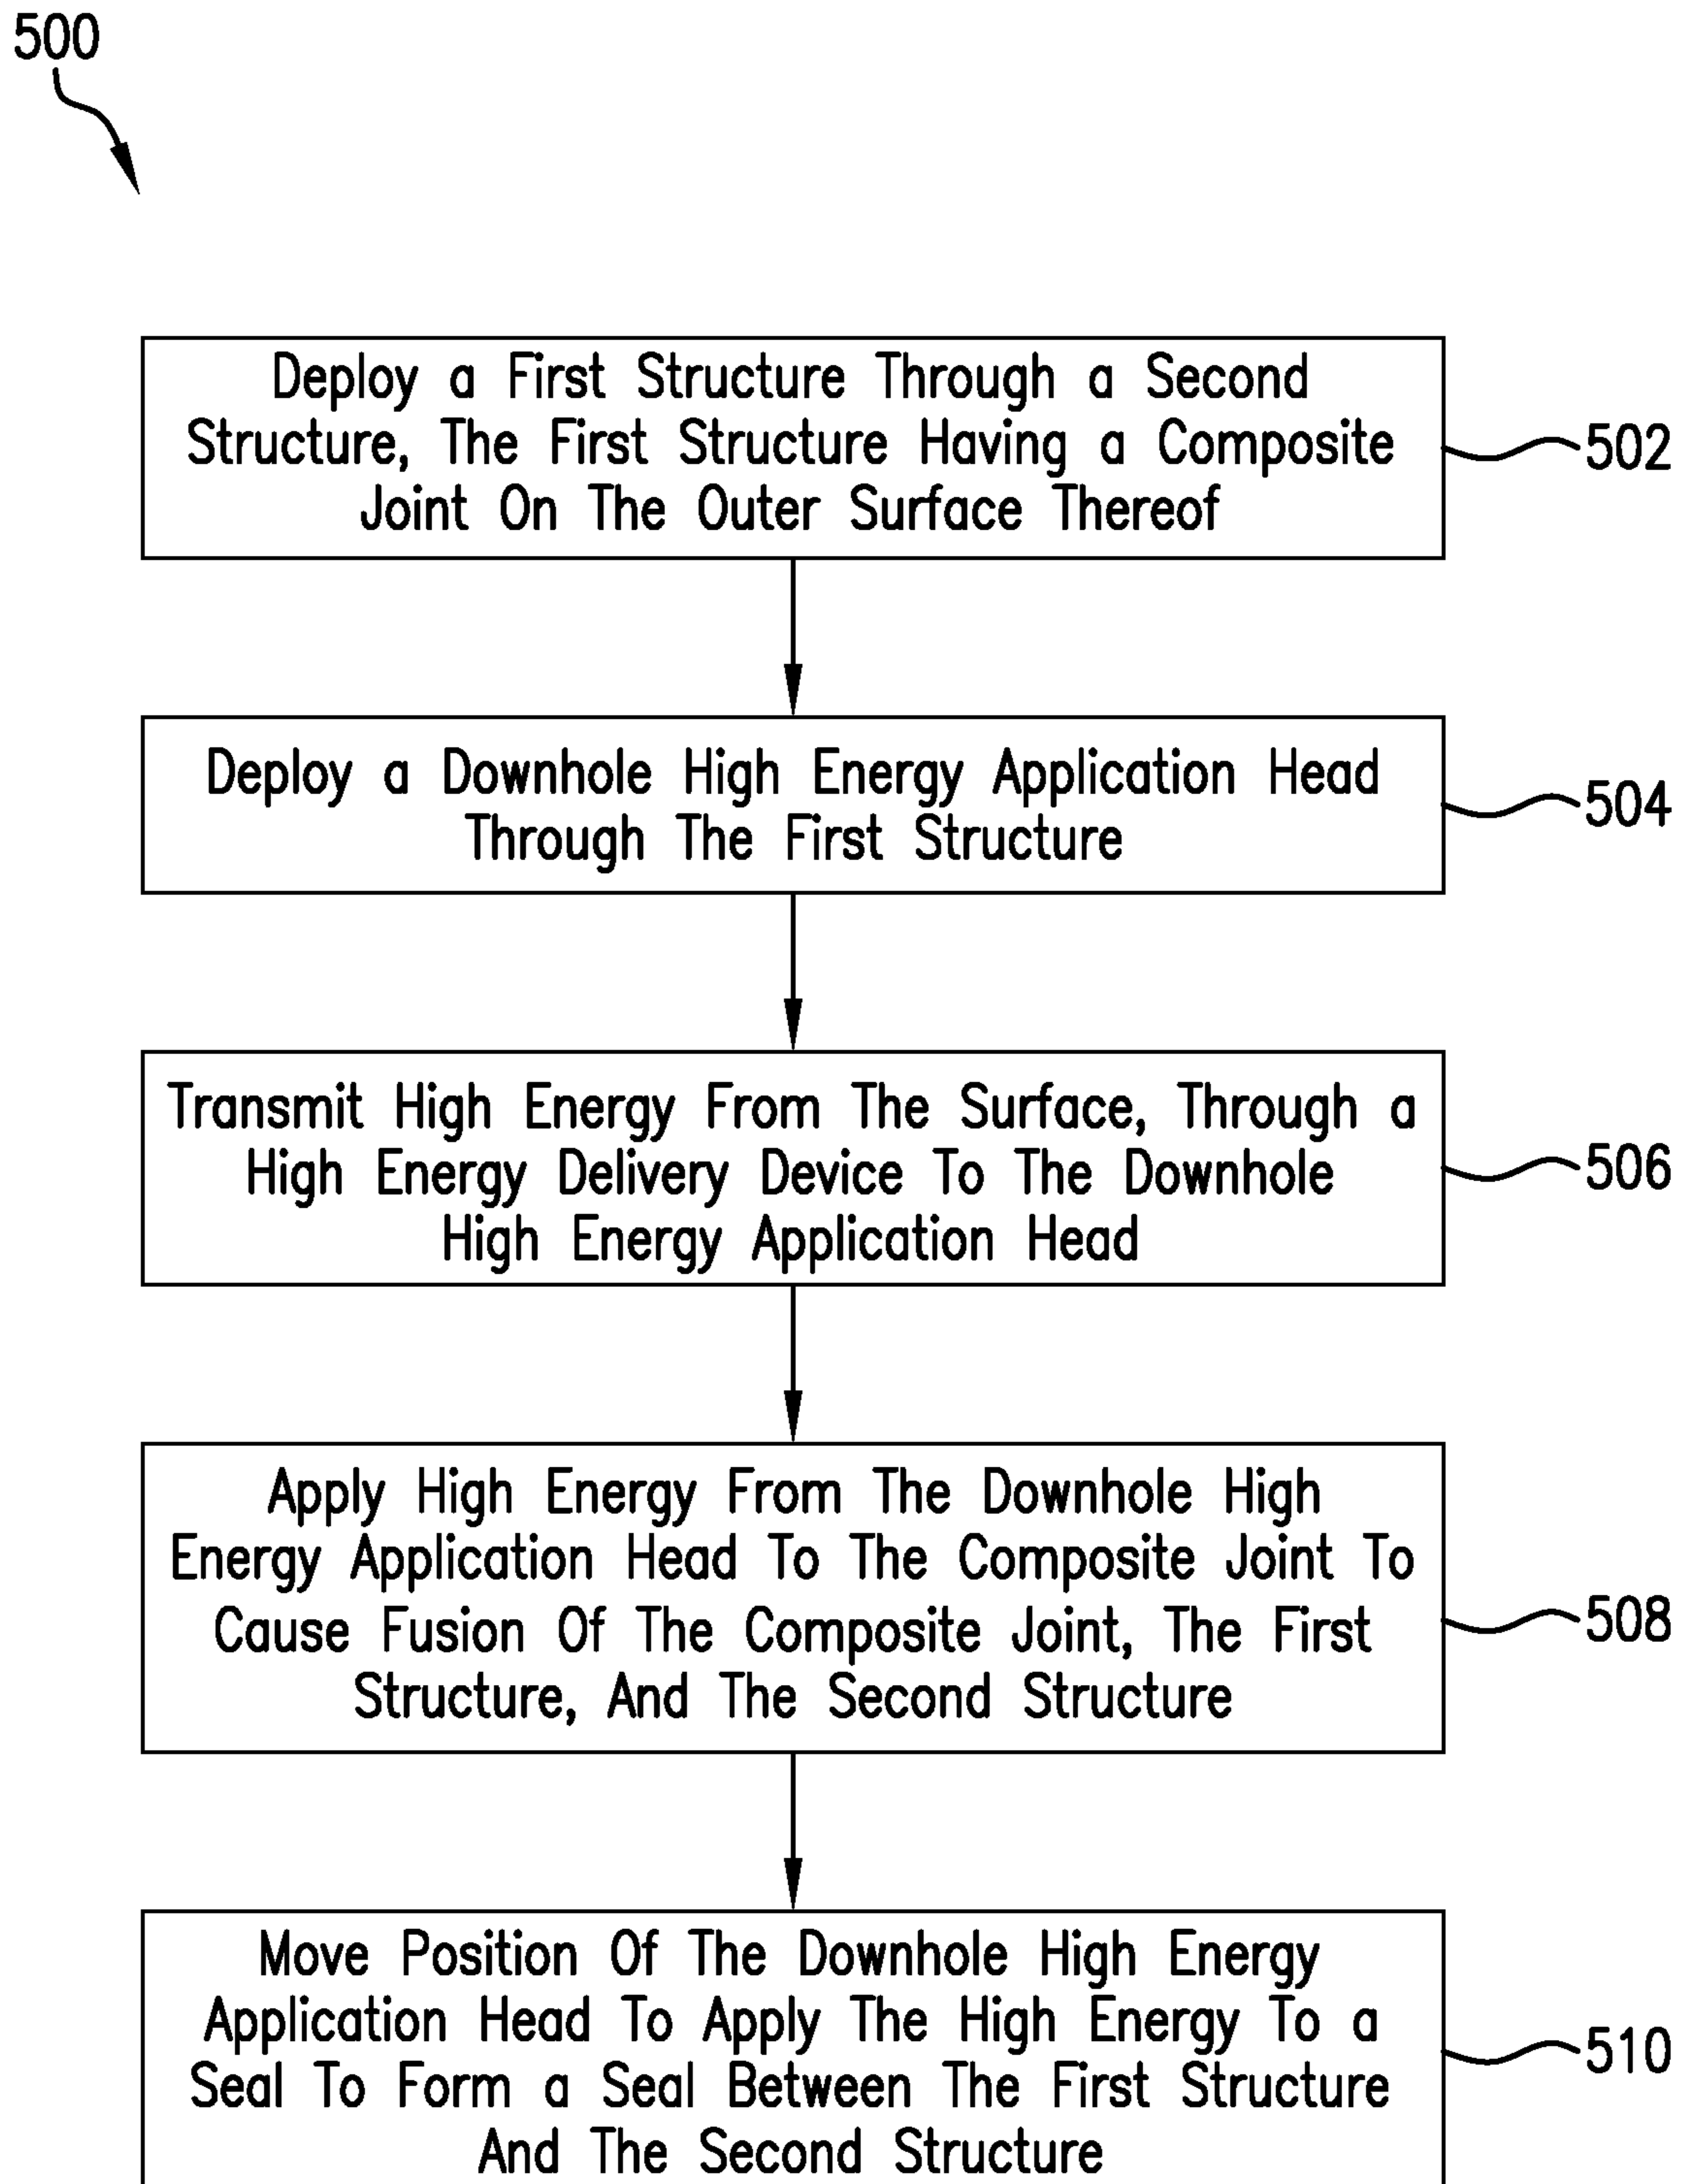 500
Deploy a First Structure Through a Second
Structure, The First Structure Having a Composite
Joint On The Outer Surface Thereof
502
Deploy a Downhole High Energy Application Head
Through The First Structure
504
Transmit High Energy From The Surface, Through a
High Energy Delivery Device To The Downhole
High Energy Application Head
506
Apply High Energy From The Downhole High
Energy Application Head To The Composite Joint To
Cause Fusion Of The Composite Joint, The First
Structure, And The Second Structure
508
Move Position Of The Downhole High Energy
Application Head To Apply The High Energy To a
Seal To Form a Seal Between The First Structure
And The Second Structure
510